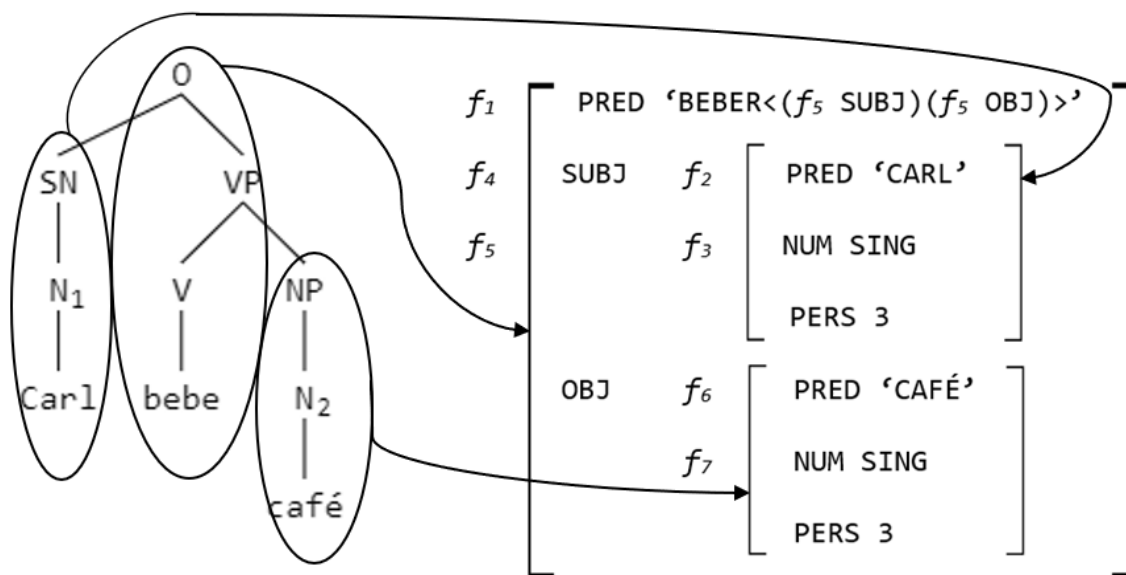 O
SN VP
N1 V NP
Carl bebe N2
café
f1 PRED ‘BEBER<(f5 SUBJ)(f5 OBJ)>’
f4 SUBJ f2 PRED ‘CARL’
f5 f3 NUM SING
PERS 3
OBJ f6 PRED ‘CAFÉ’
f7 NUM SING
PERS 3